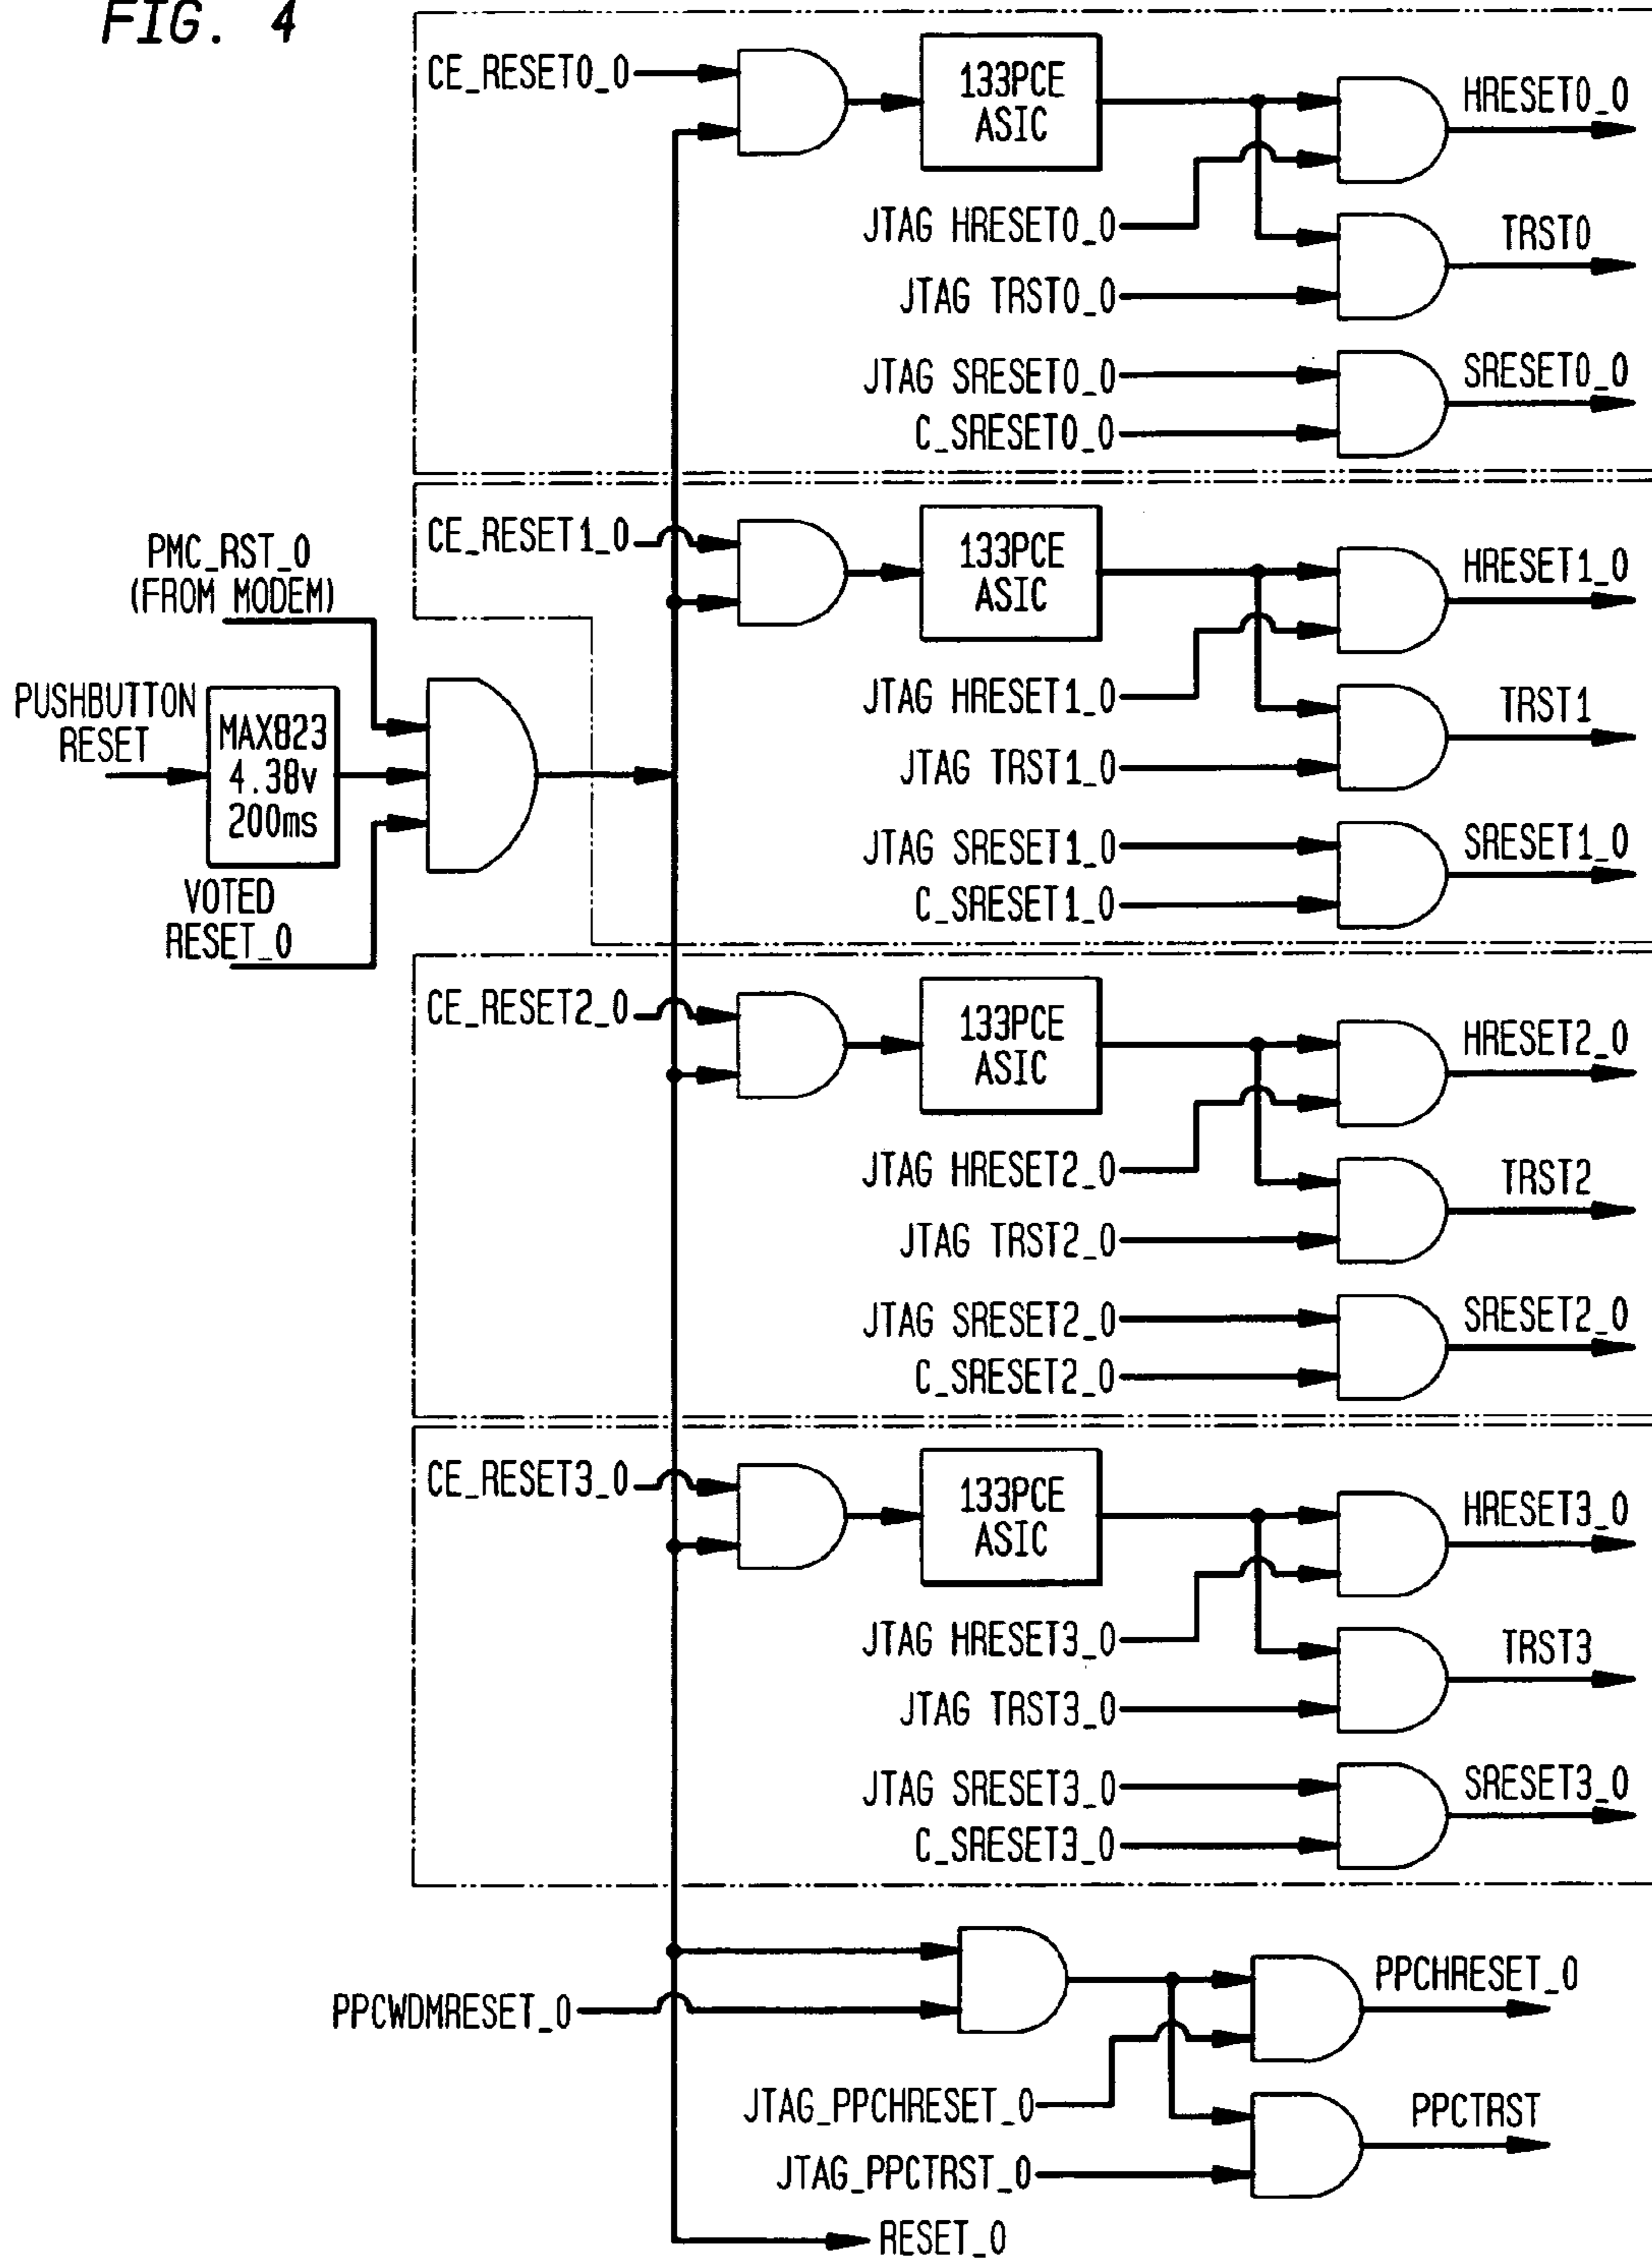 FIG. 4
CE_RESET0_0
133PCE
ASIC
HRESET0_0
JTAG HRESET0_0
TRST0
JTAG TRST0_0
JTAG SRESET0_0
SRESET0_0
C_SRESET0_0
CE_RESET1_0
133PCE
ASIC
HRESET1_0
JTAG HRESET1_0
TRST1
JTAG TRST1_0
JTAG SRESET1_0
SRESET1_0
C_SRESET1_0
PMC_RST_0
(FROM MODEM)
PUSHBUTTON
RESET
MAX823
4.38v
200ms
VOTED
RESET_0
CE_RESET2_0
133PCE
ASIC
HRESET2_0
JTAG HRESET2_0
TRST2
JTAG TRST2_0
JTAG SRESET2_0
SRESET2_0
C_SRESET2_0
CE_RESET3_0
133PCE
ASIC
HRESET3_0
JTAG HRESET3_0
TRST3
JTAG TRST3_0
JTAG SRESET3_0
SRESET3_0
C_SRESET3_0
PPCWDMRESET_0
PPCHRESET_0
JTAG_PPCHRESET_0
PPCTRST
JTAG_PPCTRST_0
RESET_0